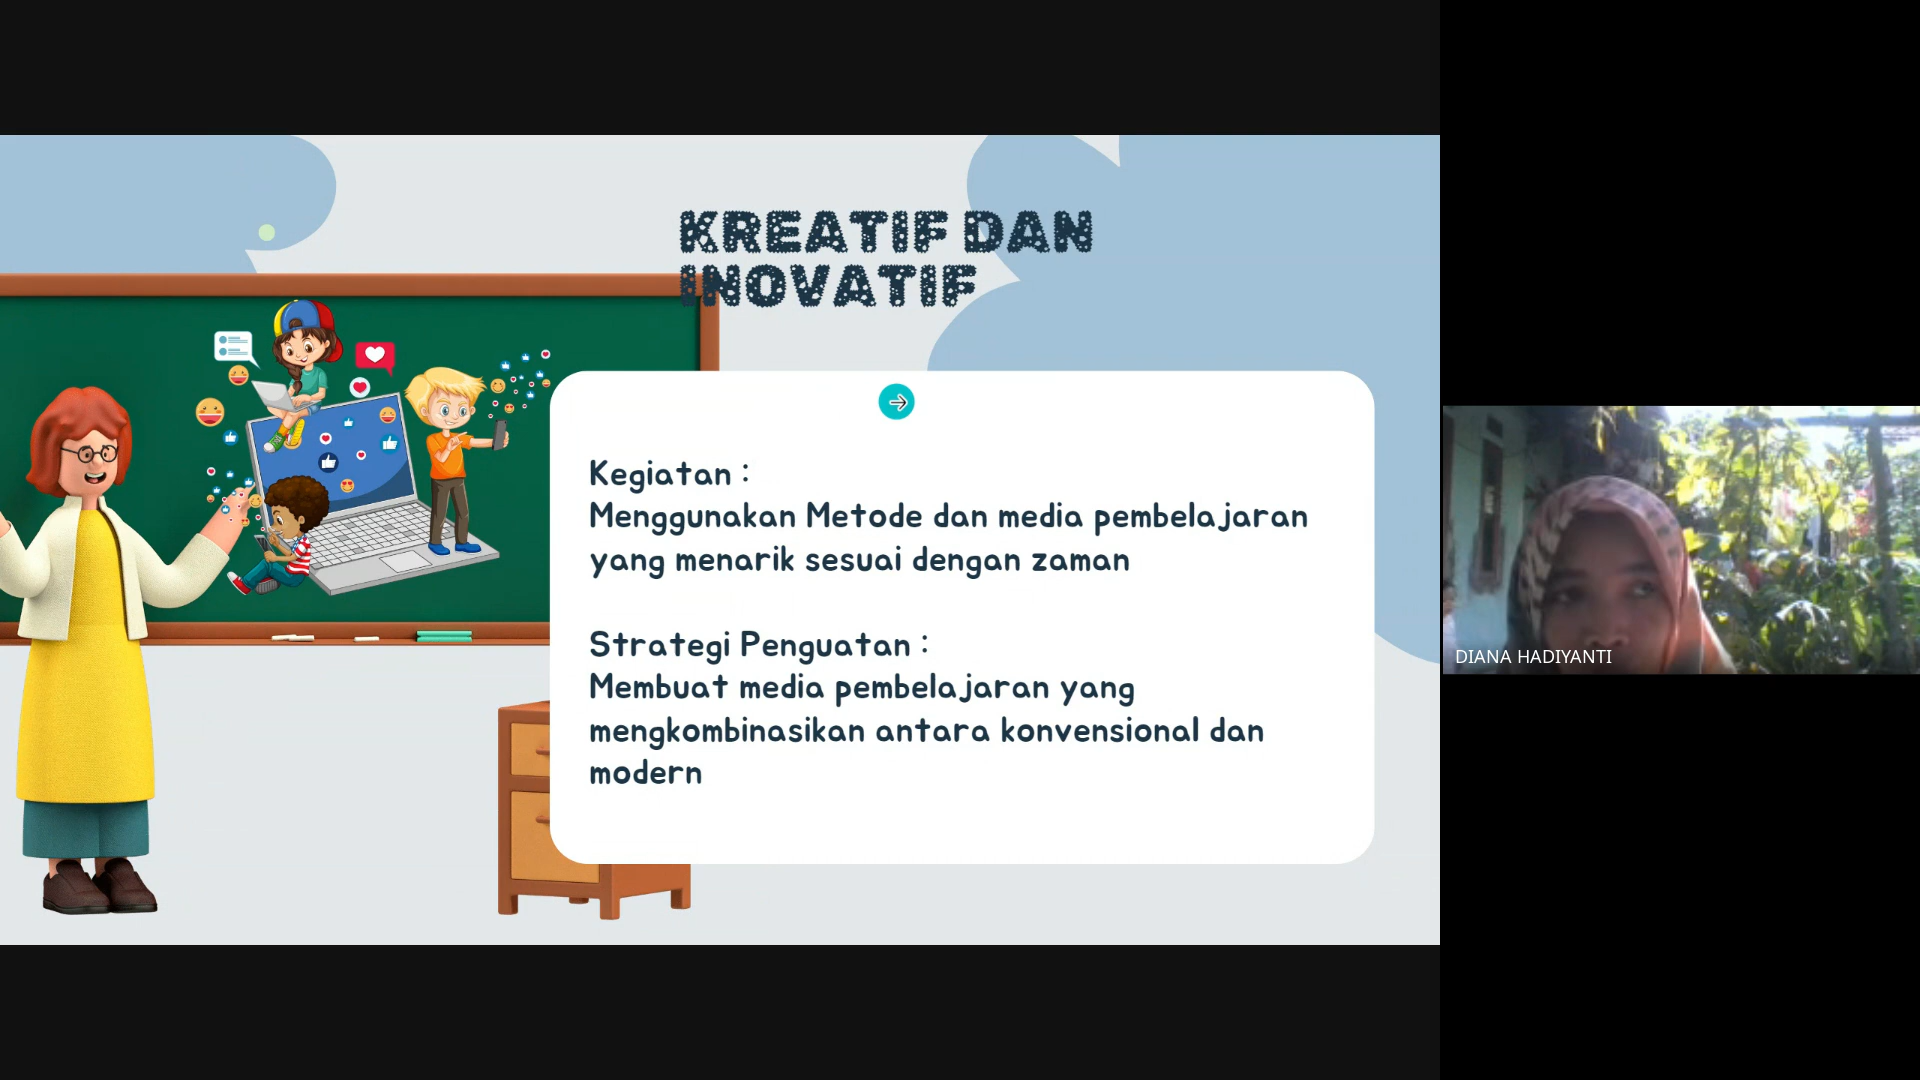 KREATIF DAN
INOVATIF
Kegiatan :
Menggunakan Metode dan media pembelajaran
yang menarik sesuai dengan zaman
Strategi Penguatan :
Membuat media pembelajaran yang
mengkombinasikan antara konvensional dan
modern
DIANA HADIYANTI